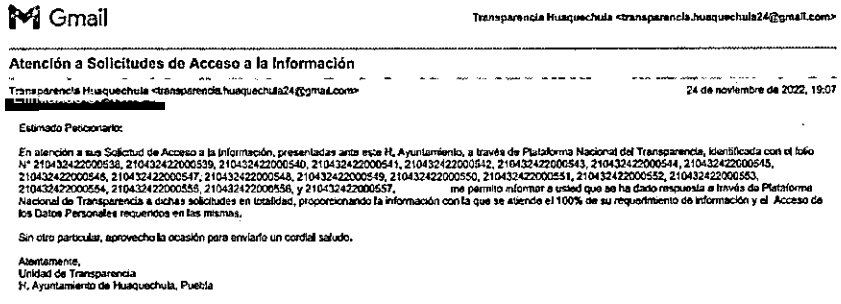 Gmail
Transparencia Huaquechula <transparencia.huaquechula24@gmail.com>
Atención a Solicitudes de Acceso a la Información
Transparencia Huaquechula <transparencia.huaquechula24@gmail.com>
24 de noviembre de 2022, 19:07
Estimado Peticionario:
En atención a sus Solicitud de Acceso a la Información, presentadas ante este H. Ayuntamiento, a través de Plataforma Nacional del Transparencia, identificada con el folio
N° 210432422000538, 210432422000539, 210432422000540, 210432422000541, 210432422000542, 210432422000543, 210432422000544, 210432422000545,
210432422000546, 210432422000547, 210432422000548, 210432422000549, 210432422000550, 210432422000551, 210432422000552, 210432422000553,
210432422000554, 210432422000555, 210432422000556, y 210432422000557, me permito informar a usted que se ha dado respuesta a través de Plataforma
Nacional de Transparencia a dichas solicitudes en totalidad, proporcionando la información con la que se atiende el 100% de su requerimiento de información y el Acceso de
los Datos Personales requeridos en las mismas.
Sin otro particular, aprovecho la ocasión para enviarle un cordial saludo.
Atentamente,
Unidad de Transparencia
H. Ayuntamiento de Huaquechula, Puebla